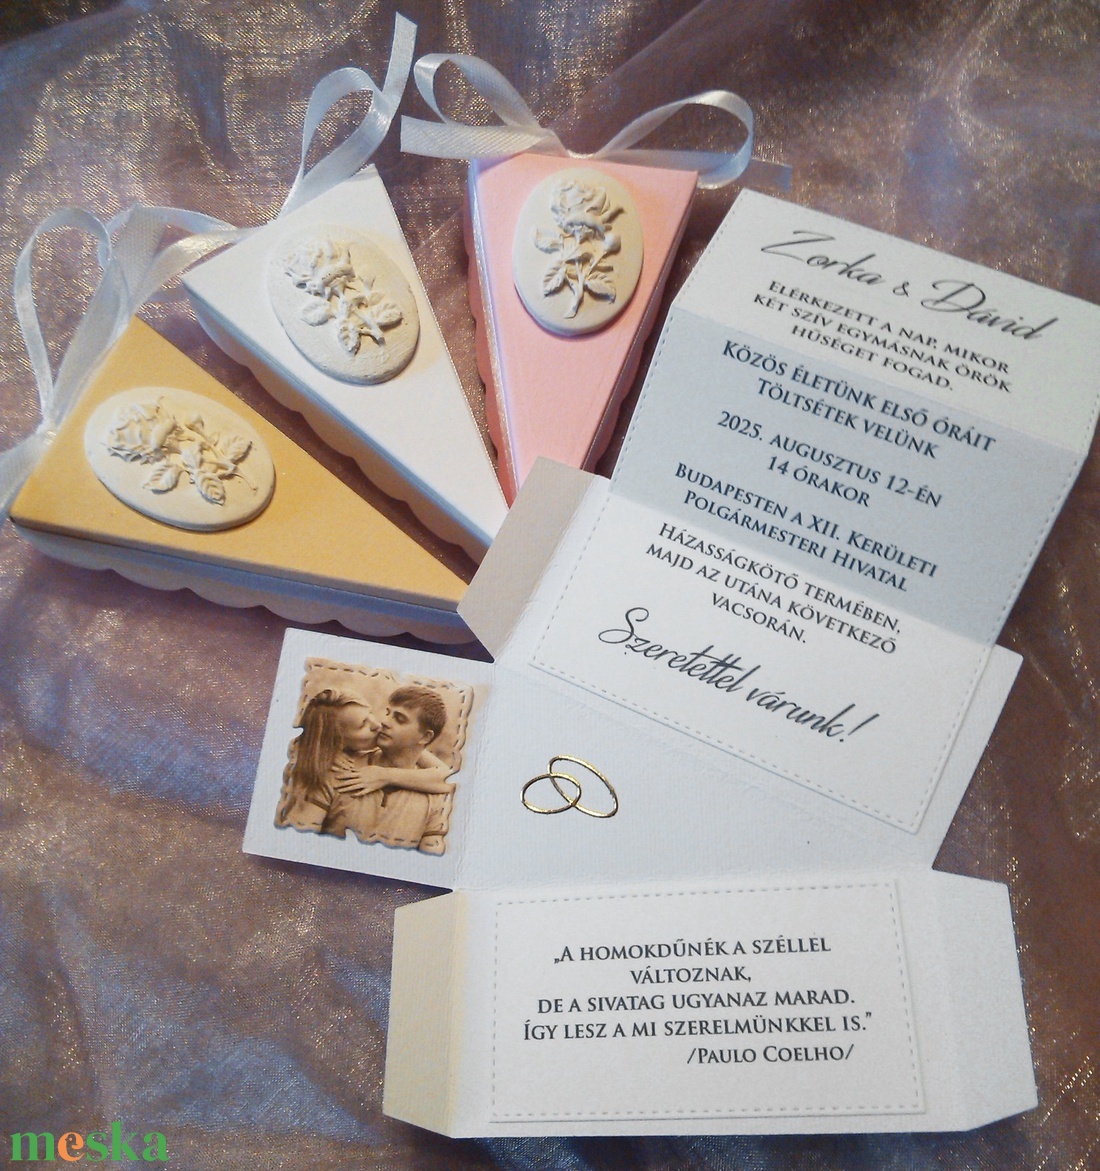 Zorka & Dávid
ELÉRKEZETT A NAP, MIKOR
KÉT SZÍV EGYMÁSNAK ÖRÖK
HŰSÉGET FOGAD.
KÖZÖS ÉLETÜNK ELSŐ ÓRÁIT
TÖLTSÉTEK VELÜNK
2025. AUGUSZTUS 12-ÉN
14 ÓRAKOR
BUDAPESTEN A XII. KERÜLETI
POLGÁRMESTERI HIVATAL
HÁZASSÁGKÖTŐ TERMÉBEN,
MAJD AZ UTÁNA KÖVETKEZŐ
VACSORÁN.
Szeretettel várunk!
„A HOMOKDŰNÉK A SZÉLLEL
VÁLTOZNAK,
DE A SIVATAG UGYANAZ MARAD.
ÍGY LESZ A MI SZERELMÜNKKEL IS.”
/PAULO COELHO/
meska